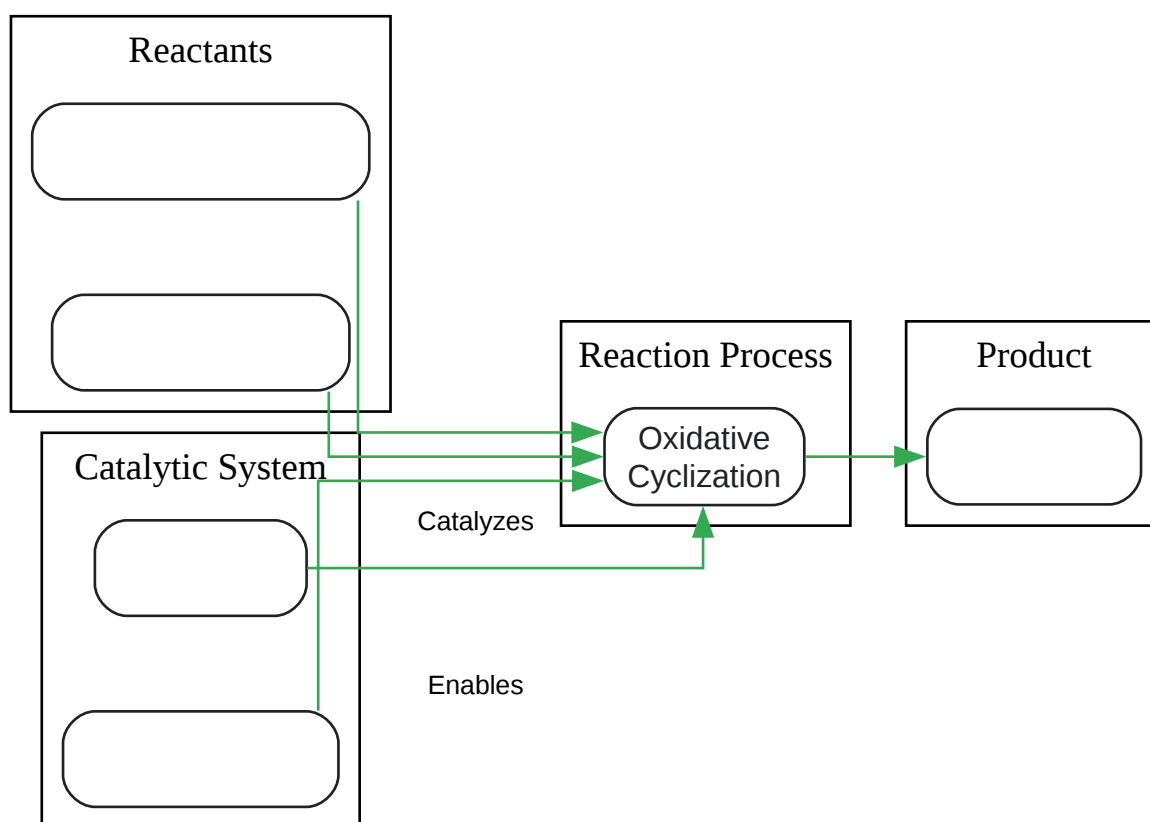 Reactants
Reaction Process
Product
Oxidative
Cyclization
Catalytic System
Catalyzes
Enables